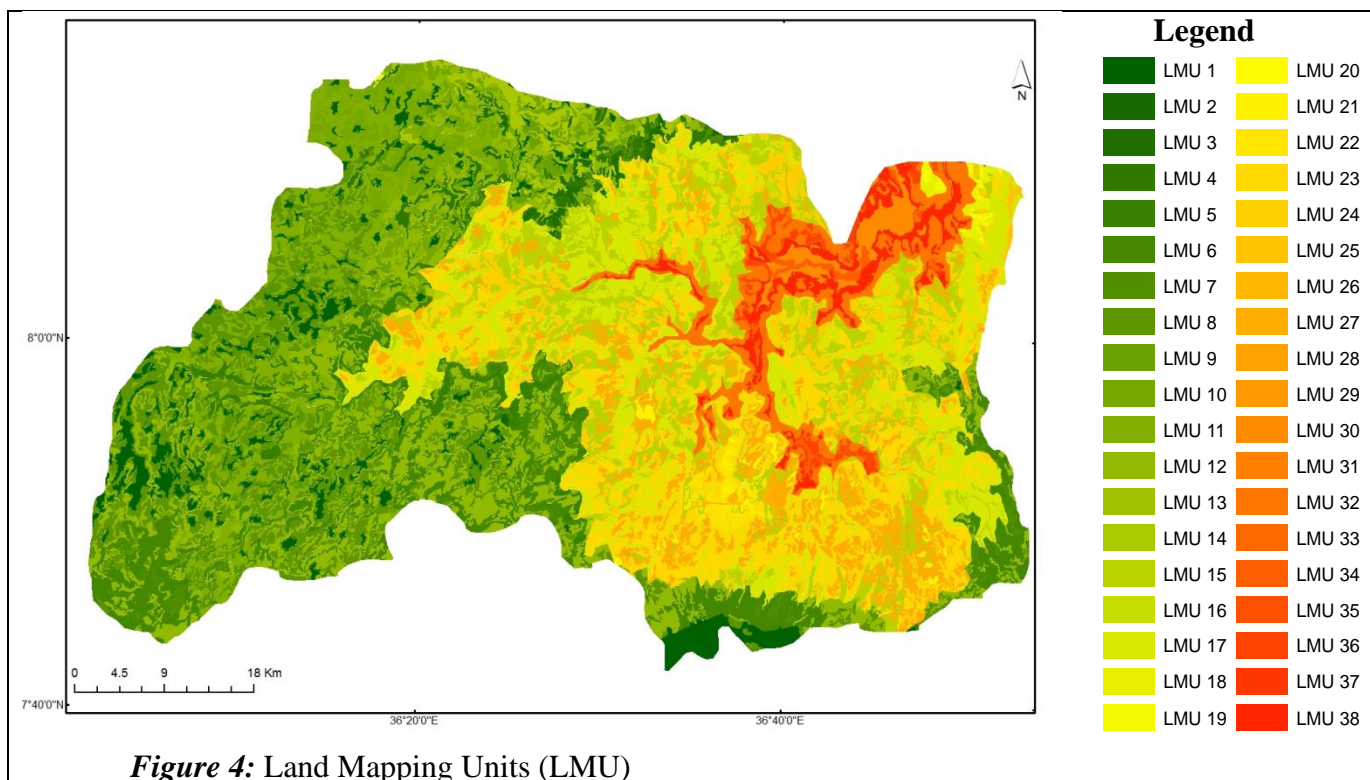 Legend
LMU 1
LMU 2
LMU 3
LMU 4
LMU 5
LMU 6
LMU 7
LMU 8
LMU 9
LMU 10
LMU 11
LMU 12
LMU 13
LMU 14
LMU 15
LMU 16
LMU 17
LMU 18
LMU 19
LMU 20
LMU 21
LMU 22
LMU 23
LMU 24
LMU 25
LMU 26
LMU 27
LMU 28
LMU 29
LMU 30
LMU 31
LMU 32
LMU 33
LMU 34
LMU 35
LMU 36
LMU 37
LMU 38
N
8°0'0"N
0 4.5 9 18 Km
7°40'0"N
36°20'0"E 36°40'0"E
Figure 4: Land Mapping Units (LMU)